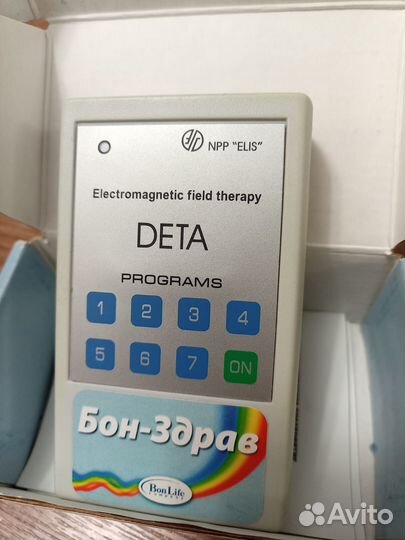 NPP "ELIS"
Electromagnetic field therapy
DETA
PROGRAMS
1 2 3 4
5 6 7 ON
Бон-Здрав
BonLife
COMPANY
Avito